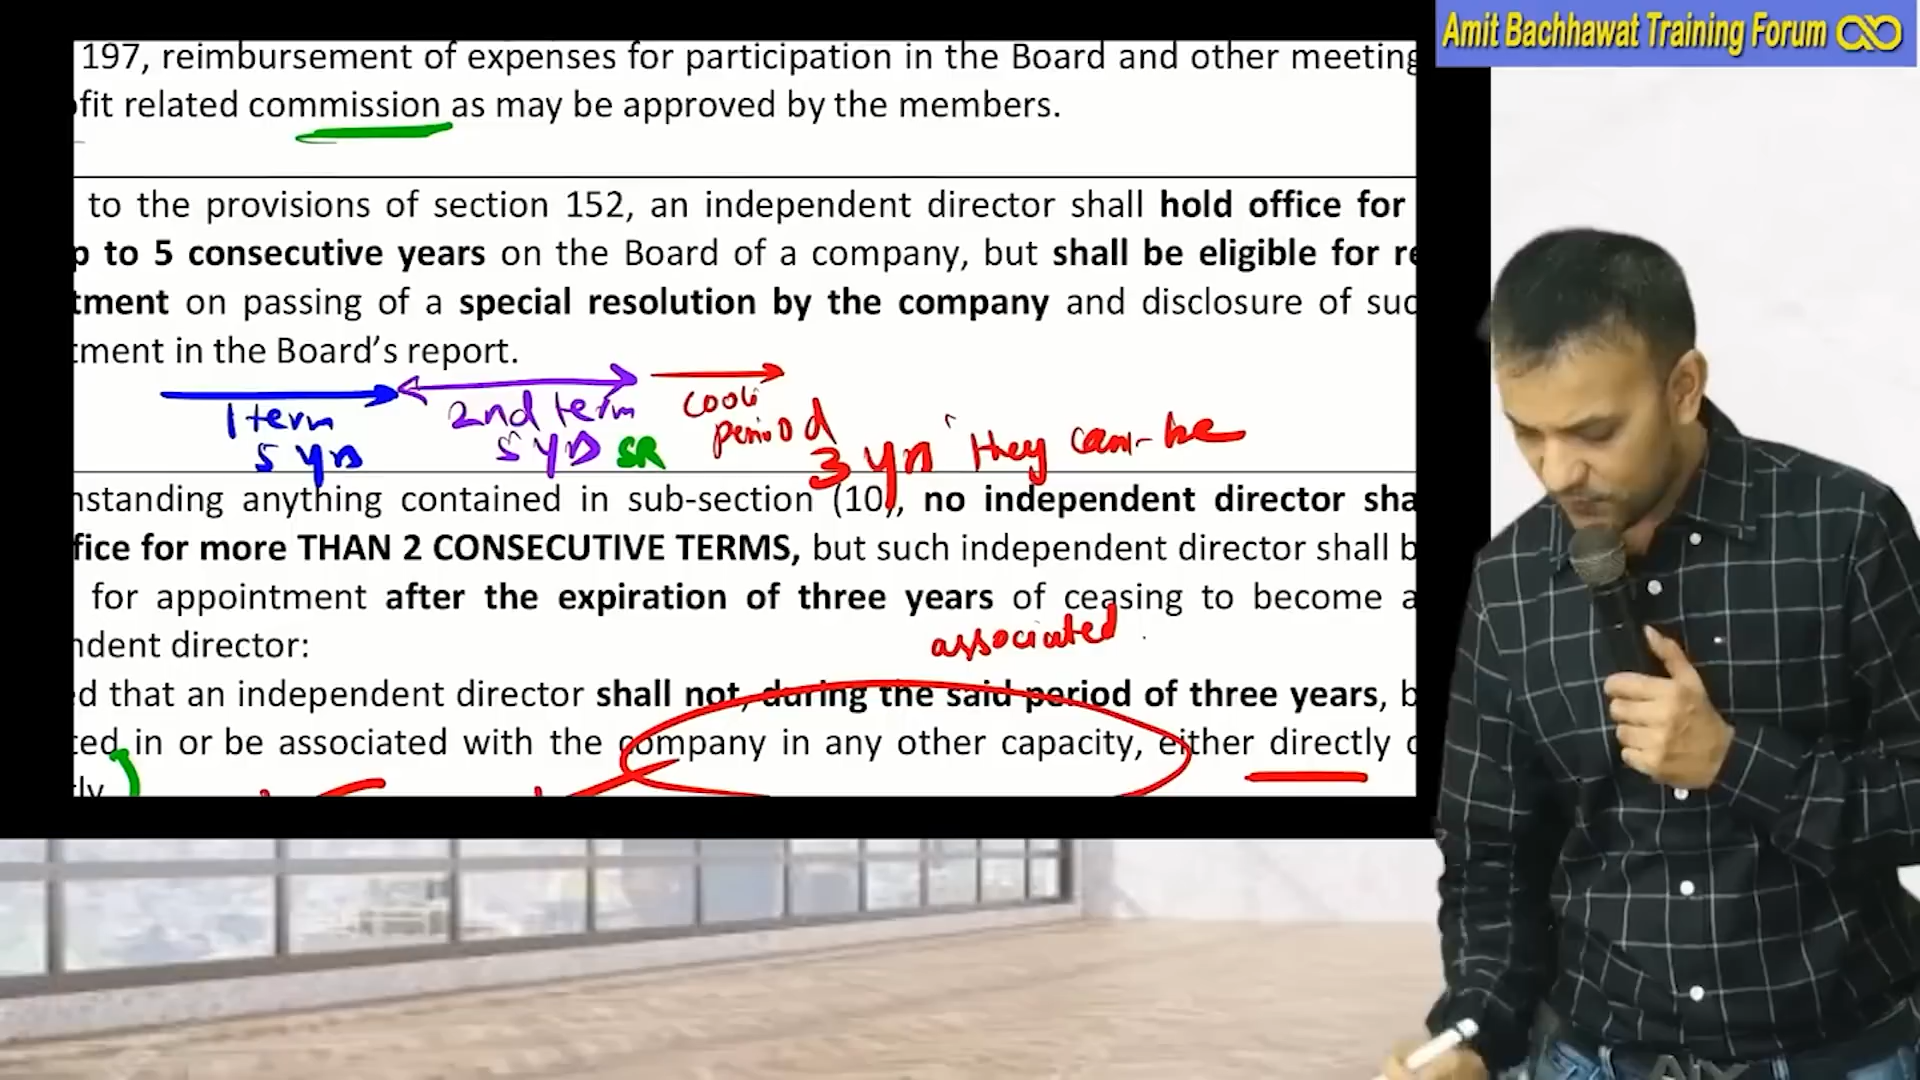 Amit Bachhawat Training Forum
197, reimbursement of expenses for participation in the Board and other meeting
fit related commission as may be approved by the members.
to the provisions of section 152, an independent director shall hold office for
p to 5 consecutive years on the Board of a company, but shall be eligible for re
tment on passing of a special resolution by the company and disclosure of suc
tment in the Board's report.
1 term 2nd term cooli
5 yrs 5 yrs SR period
3 yrs they can be
nstanding anything contained in sub-section (10), no independent director sha
fice for more THAN 2 CONSECUTIVE TERMS, but such independent director shall b
for appointment after the expiration of three years of ceasing to become a
ndent director:
associated
ed that an independent director shall not, during the said period of three years, b
ted in or be associated with the company in any other capacity, either directly o
tly.